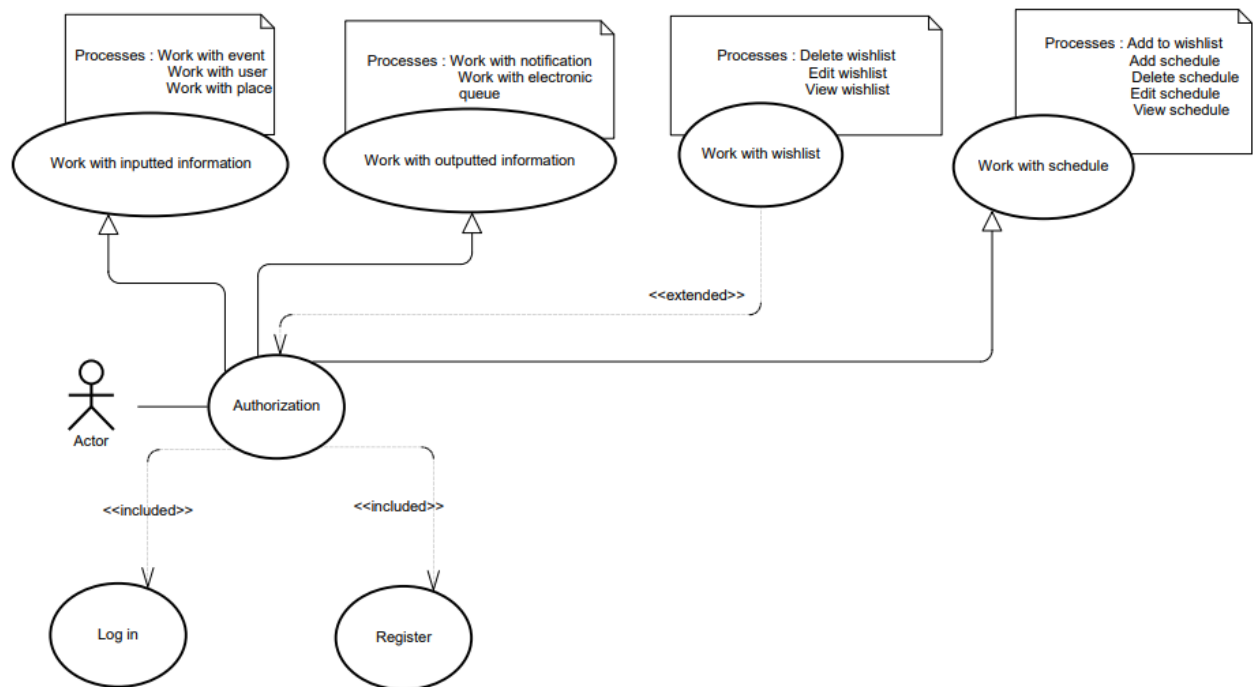 Processes : Work with event
Work with user
Work with place
Work with inputted information
Processes : Work with notification
Work with electronic
queue
Work with outputted information
Processes : Delete wishlist
Edit wishlist
View wishlist
Work with wishlist
Processes : Add to wishlist
Add schedule
Delete schedule
Edit schedule
View schedule
Work with schedule
<<extended>>
Authorization
Actor
<<included>>
<<included>>
Log in
Register